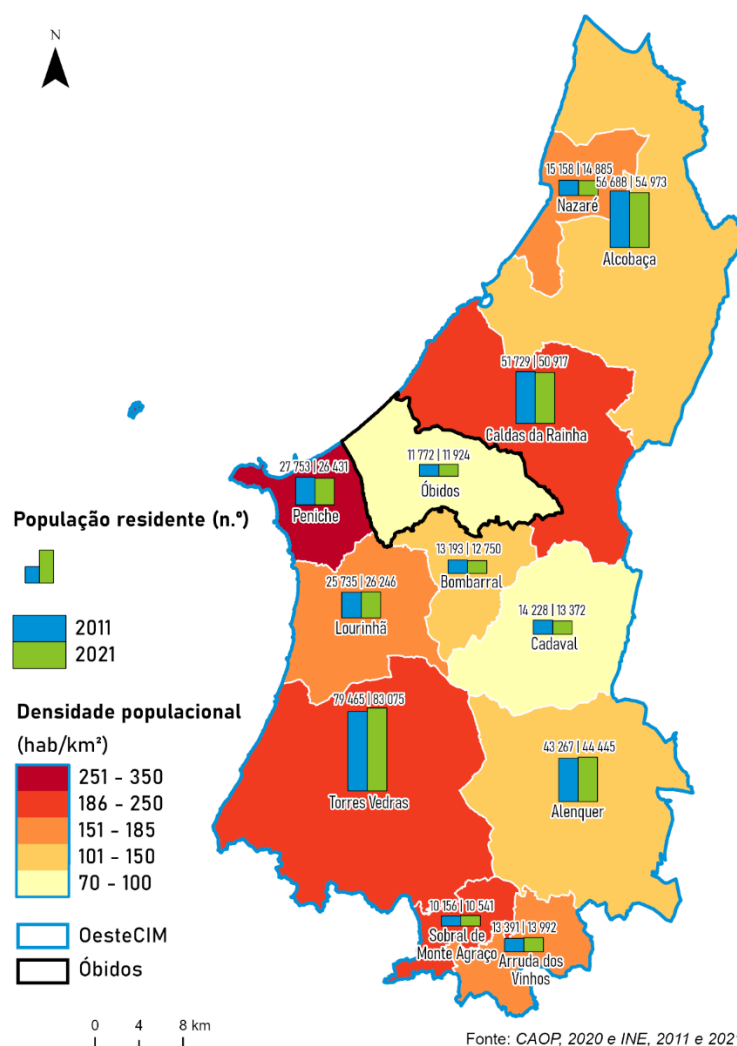 N
15 158 | 14 885
Nazaré
56 688 | 54 973
Alcobaça
51 729 | 50 917
Caldas da Rainha
11 772 | 11 924
Óbidos
27 753 | 26 431
Peniche
13 193 | 12 750
Bombarral
25 735 | 26 246
Lourinhã
14 228 | 13 372
Cadaval
79 465 | 83 075
Torres Vedras
43 267 | 44 445
Alenquer
10 156 | 10 541
Sobral de
Monte Agraço
13 391 | 13 992
Arruda dos
Vinhos
População residente (n.º)
2011
2021
Densidade populacional
(hab/km²)
251 - 350
186 - 250
151 - 185
101 - 150
70 - 100
OesteCIM
Óbidos
0 4 8 km
Fonte: CAOP, 2020 e INE, 2011 e 202